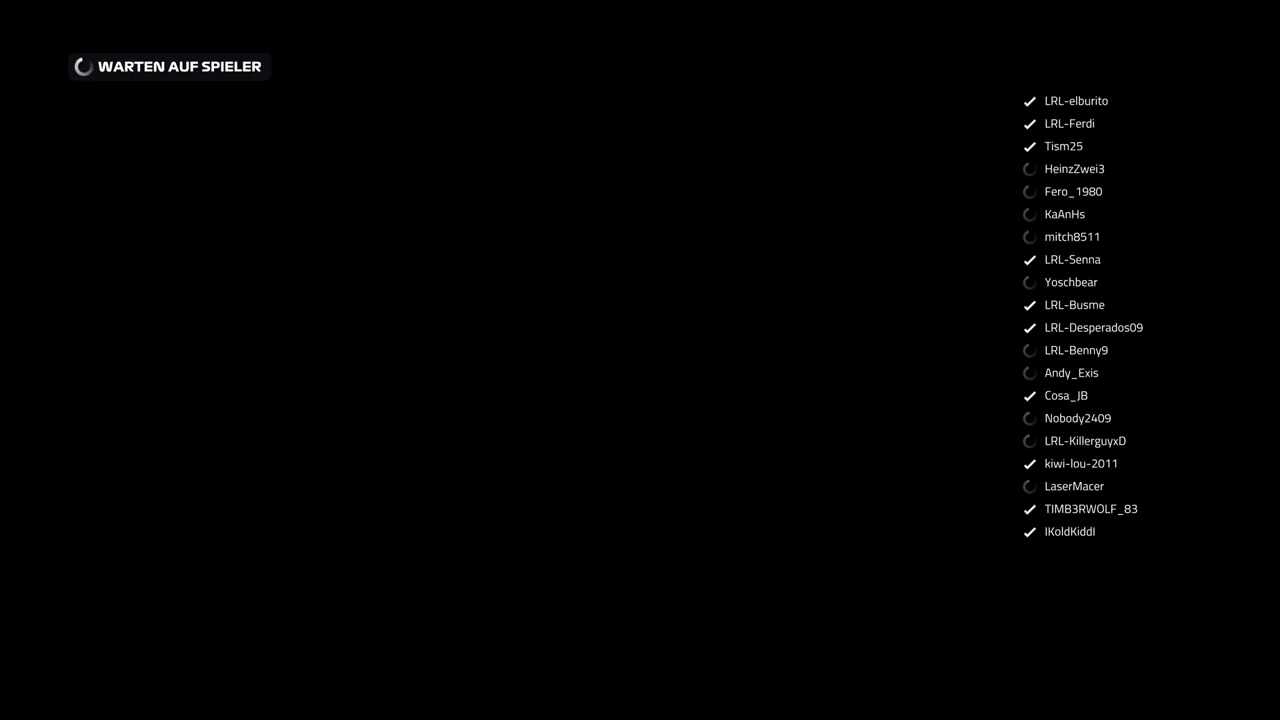 WARTEN AUF SPIELER
LRL-elburito
LRL-Ferdi
Tism25
HeinzZwei3
Fero_1980
KaAnHs
mitch8511
LRL-Senna
Yoschbear
LRL-Busme
LRL-Desperados09
LRL-Benny9
Andy_Exis
Cosa_JB
Nobody2409
LRL-KillerguyxD
kiwi-lou-2011
LaserMacer
TIMB3RWOLF_83
IKoldKiddI